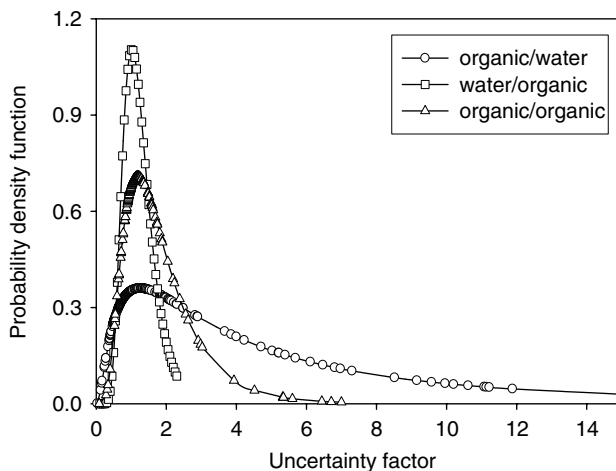 1.2
0.9
0.6
0.3
0.0
Probability density function
organic/water
water/organic
organic/organic
0 2 4 6 8 10 12 14
Uncertainty factor